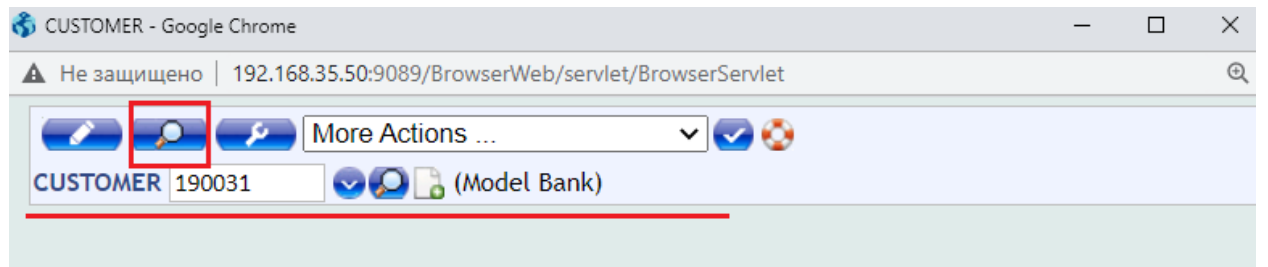 CUSTOMER - Google Chrome
Не защищено | 192.168.35.50:9089/BrowserWeb/servlet/BrowserServlet
More Actions ...
CUSTOMER 190031 (Model Bank)